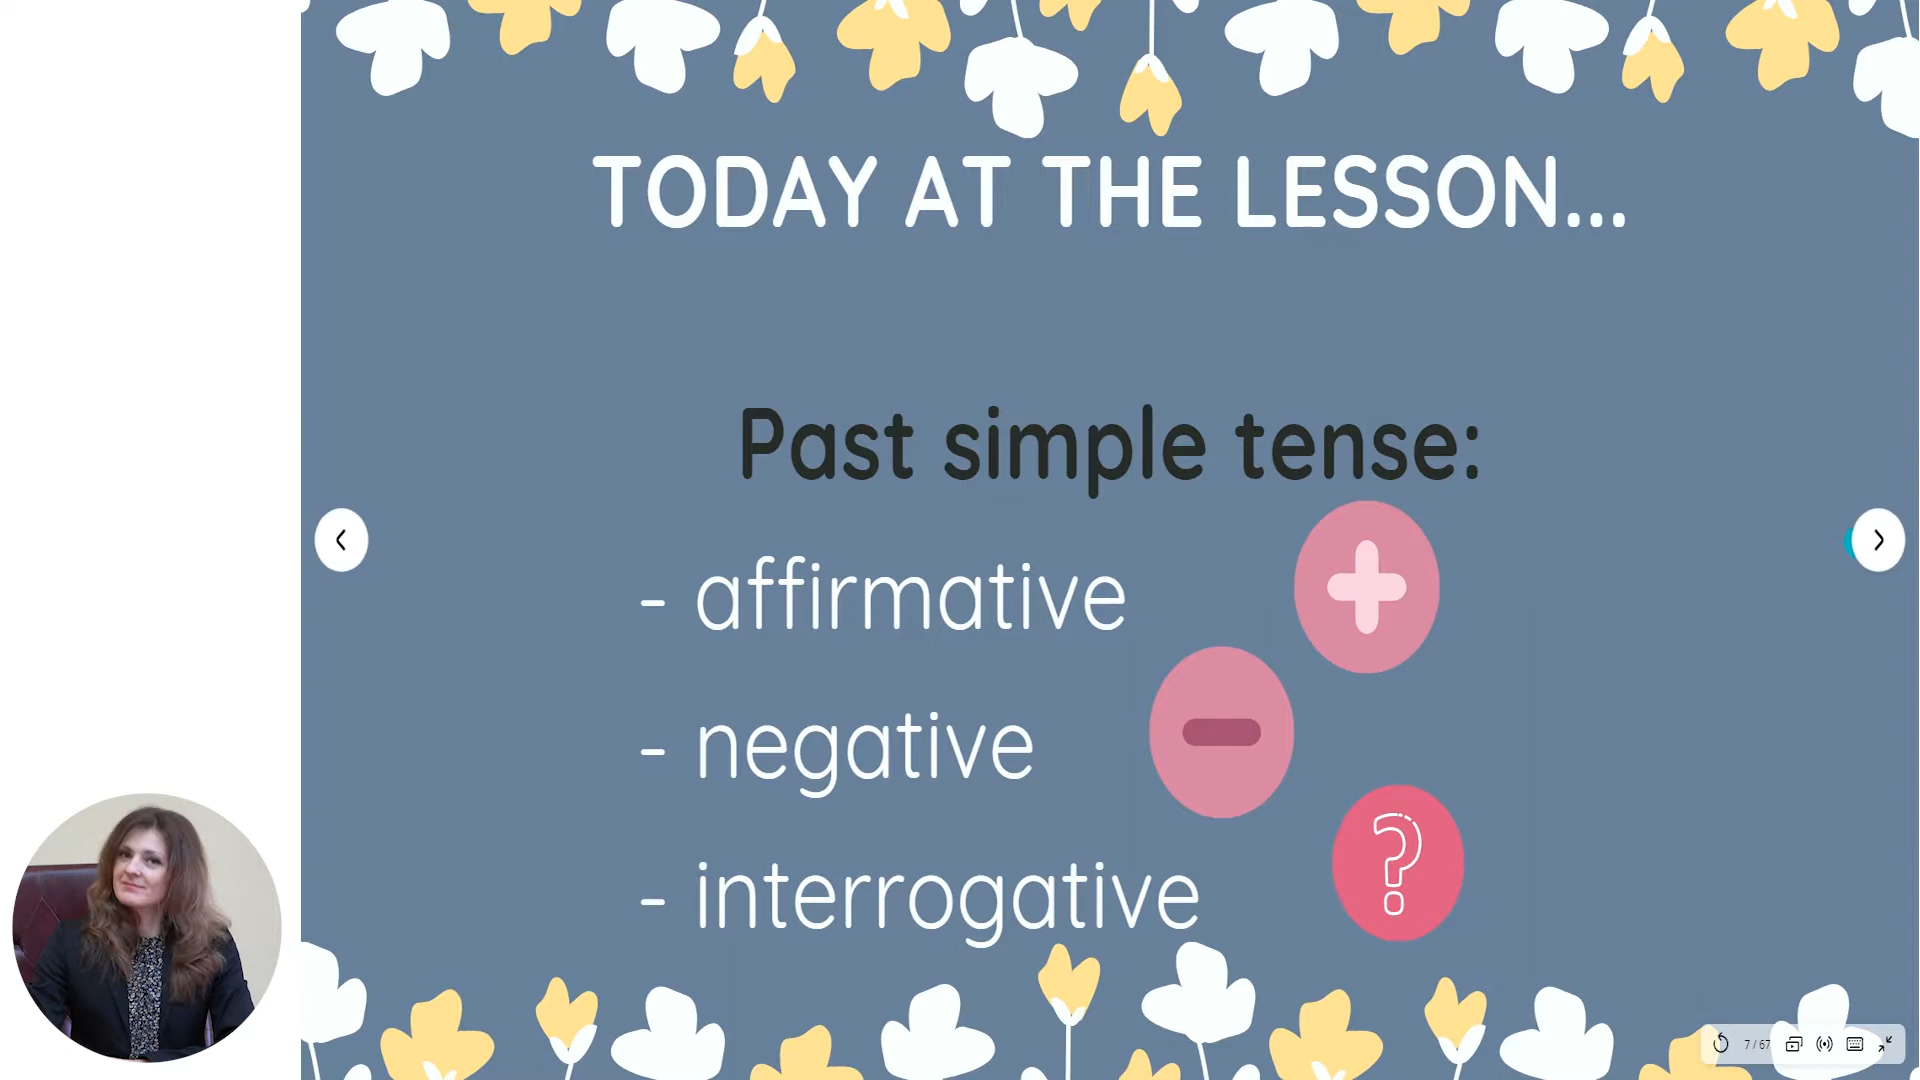 TODAY AT THE LESSON...
Past simple tense:
- affirmative
- negative
- interrogative
?
7 / 67